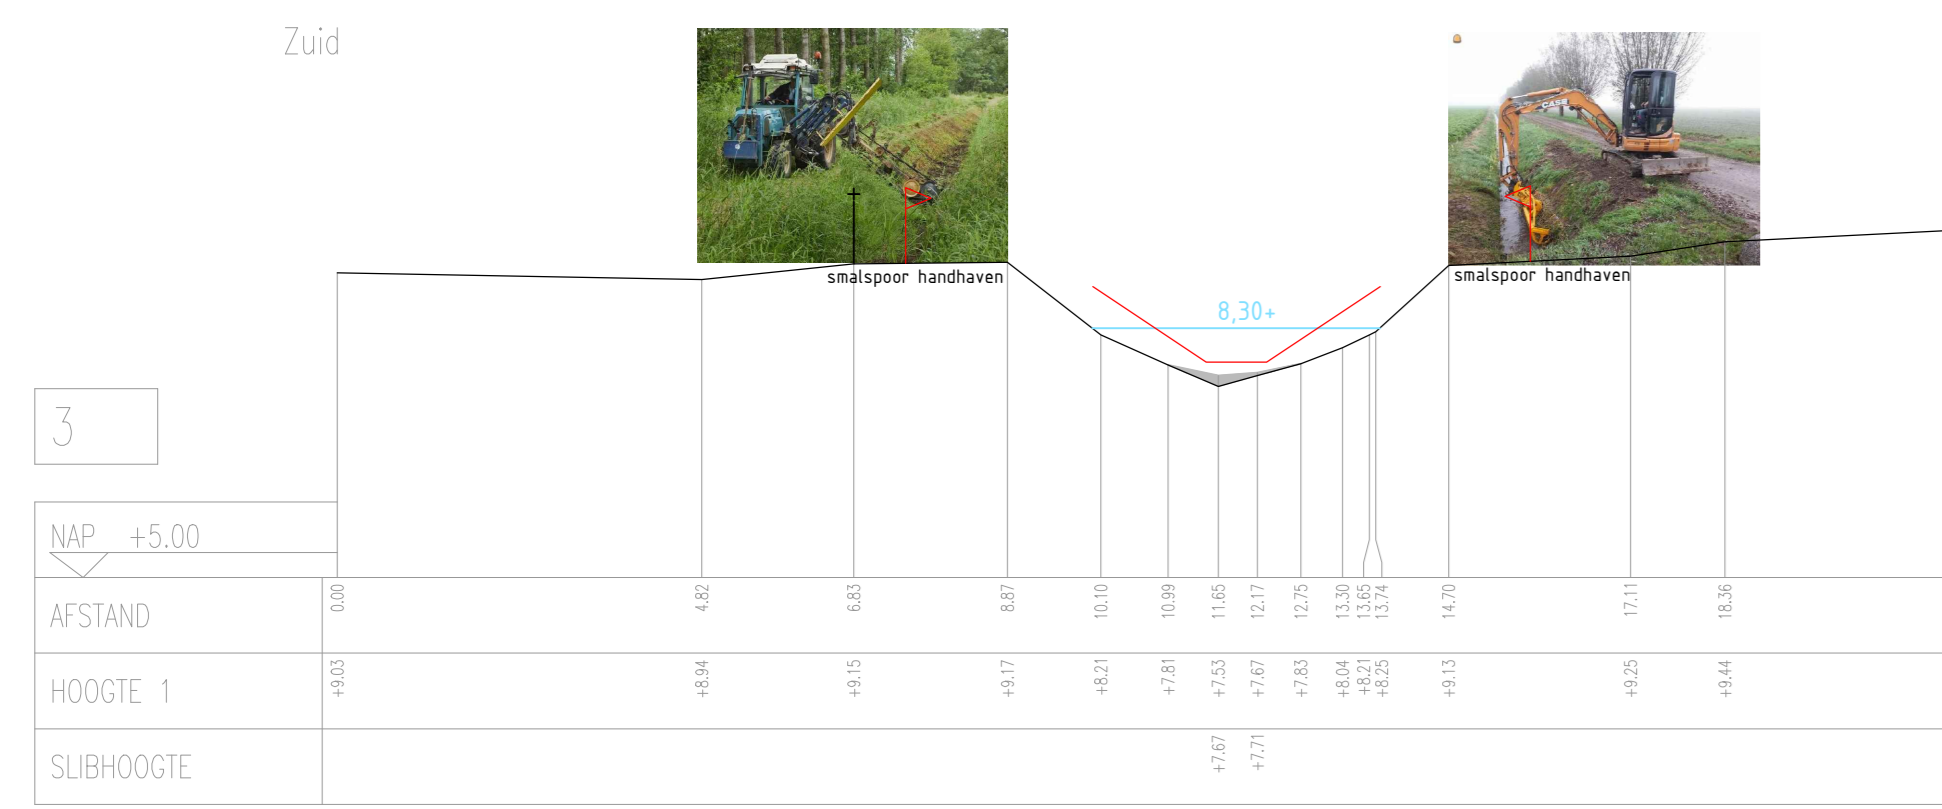 Zuid
CASE
smalspoor handhaven
smalspoor handhaven
8,30+
3
NAP +5.00
AFSTAND 0.00 4.82 6.83 8.87 10.10 10.99 11.65 12.17 12.75 13.30 13.65 13.74 14.70 17.11 18.36
HOOGTE 1 +9.03 +8.94 +9.15 +9.17 +8.21 +7.81 +7.53 +7.67 +7.83 +8.04 +8.21 +8.25 +9.13 +9.25 +9.44
SLIBHOOGTE +7.67 +7.71